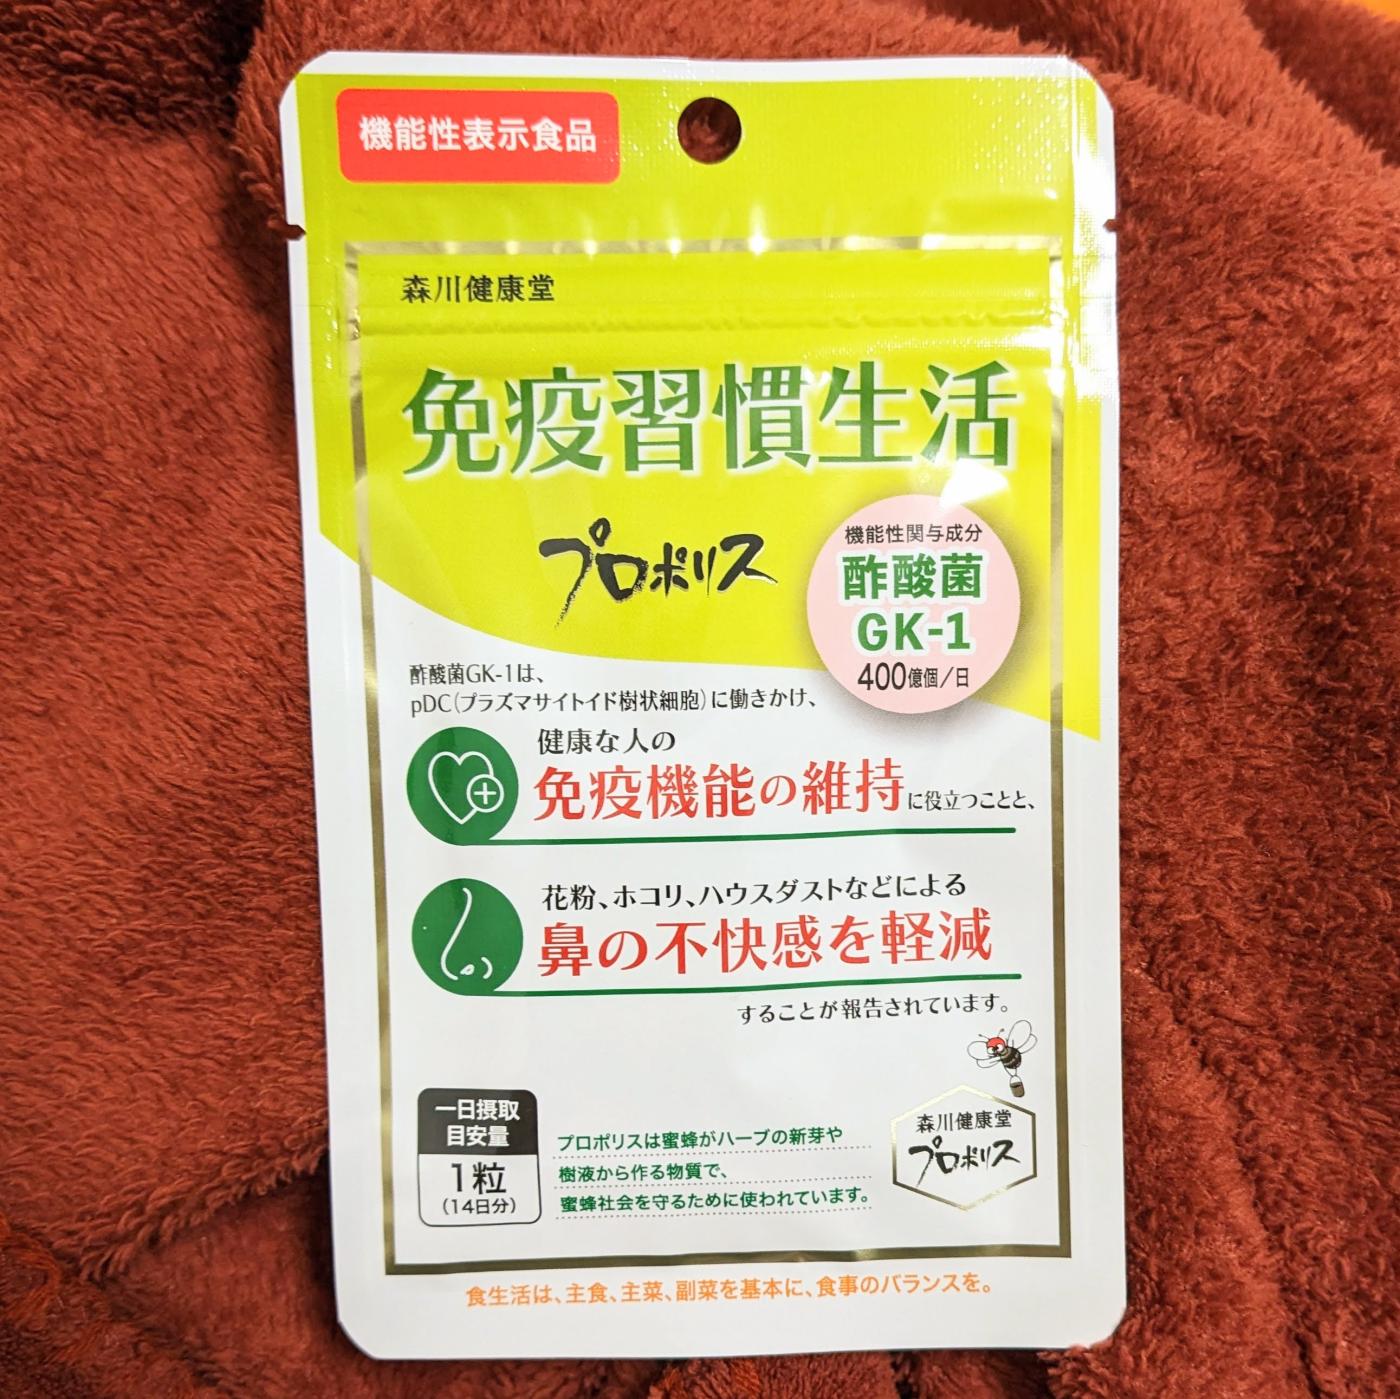 機能性表示食品
森川健康堂
免疫習慣生活
プロポリス
機能性関与成分
酢酸菌
GK-1
400億個/日
酢酸菌GK-1は、
pDC(プラズマサイトイド樹状細胞)に働きかけ、
健康な人の
免疫機能の維持に役立つことと、
花粉、ホコリ、ハウスダストなどによる
鼻の不快感を軽減
することが報告されています。
一日摂取
目安量
1粒
(14日分)
プロポリスは蜜蜂がハーブの新芽や
樹液から作る物質で、
蜜蜂社会を守るために使われています。
森川健康堂
プロポリス
食生活は、主食、主菜、副菜を基本に、食事のバランスを。